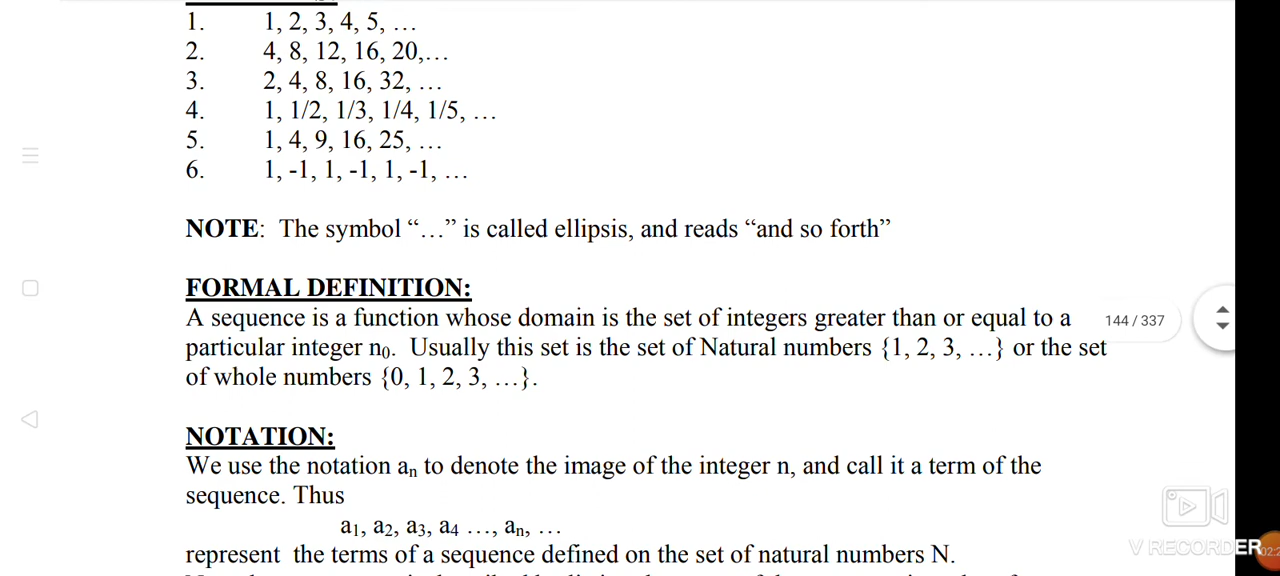 1. 1, 2, 3, 4, 5, …
2. 4, 8, 12, 16, 20,…
3. 2, 4, 8, 16, 32, …
4. 1, 1/2, 1/3, 1/4, 1/5, …
5. 1, 4, 9, 16, 25, …
6. 1, -1, 1, -1, 1, -1, …
NOTE: The symbol “…” is called ellipsis, and reads “and so forth”
FORMAL DEFINITION:
A sequence is a function whose domain is the set of integers greater than or equal to a
particular integer n₀. Usually this set is the set of Natural numbers {1, 2, 3, …} or the set
of whole numbers {0, 1, 2, 3, …}.
144 / 337
NOTATION:
We use the notation aₙ to denote the image of the integer n, and call it a term of the
sequence. Thus
a₁, a₂, a₃, a₄ …, aₙ, …
represent the terms of a sequence defined on the set of natural numbers N.
V RECORDER